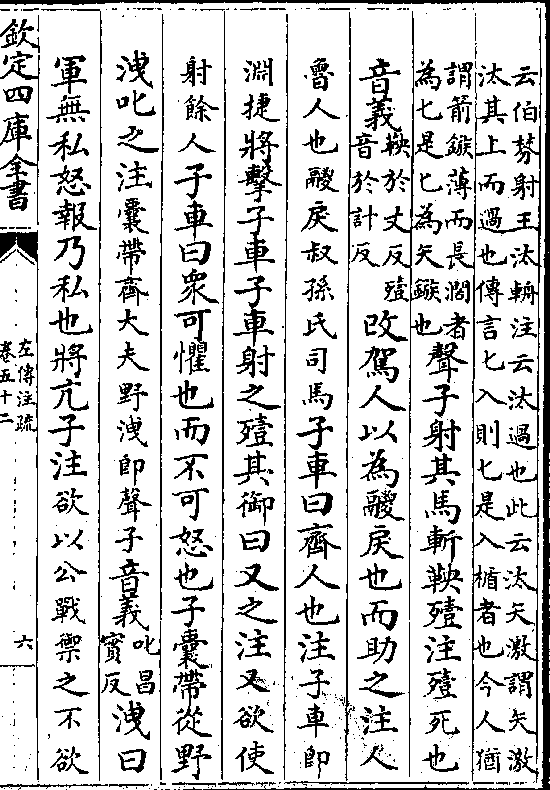 云伯棼射王汰輈注云汰過也此云汰矢激謂矢激
汰其上而過也傳言匕入則匕是入楯者也今人猶
謂箭鏃薄而長濶者
為匕是匕為矢鏃也聲子射其馬斬鞅殪注殪死也
音義鞅於丈反殪
音於計反改駕人以為鬷戾也而助之注人
魯人也鬷戾叔孫氏司馬子車曰齊人也注子車即
淵捷將擊子車子車射之殪其御曰又之注又欲使
射餘人子車曰衆可懼也而不可怒也子囊帶從野
洩叱之注囊帶齊大夫野洩即聲子音義叱昌
實反洩曰
軍無私怒報乃私也將亢子注欲以公戰禦之不欲
欽定四庫全書
左傳注疏
卷五十二
六